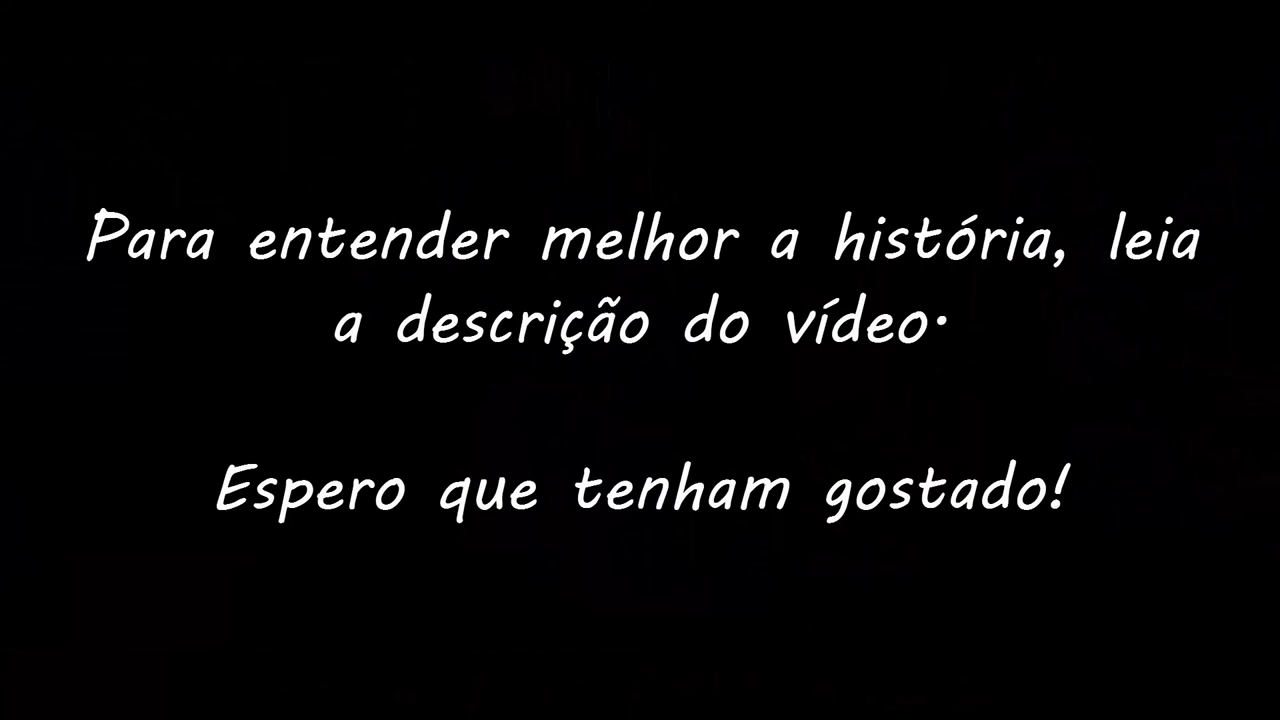 Para entender melhor a história, leia
a descrição do vídeo.
Espero que tenham gostado!